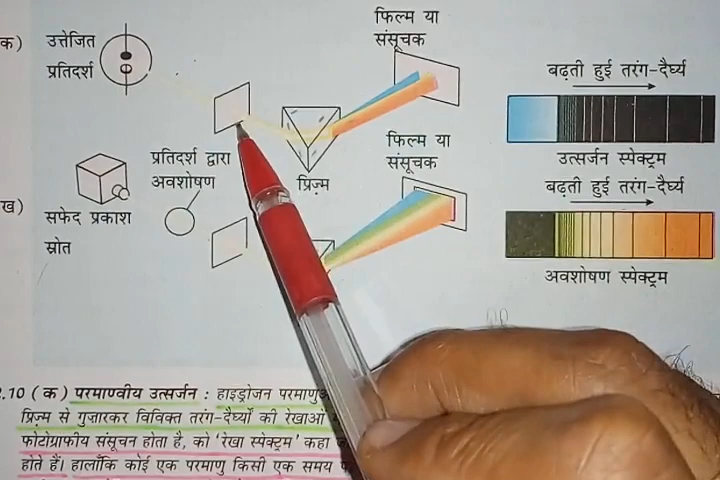 फिल्म या
संसूचक
क)
उत्तेजित
प्रतिदर्श
बढ़ती हुई तरंग-दैर्घ्य
उत्सर्जन स्पेक्ट्रम
प्रतिदर्श द्वारा
अवशोषण
प्रिज़्म
फिल्म या
संसूचक
बढ़ती हुई तरंग-दैर्घ्य
ख)
सफेद प्रकाश
स्रोत
अवशोषण स्पेक्ट्रम
.10 (क) परमाण्वीय उत्सर्जन : हाइड्रोजन
प्रिज़्म से गुज़ारकर विविक्त तरंग-दैर्घ्यों की रेखाओं
फोटोग्राफीय संसूचन होता है, को 'रेखा स्पेक्ट्रम' कहा
होते हैं। हालाँकि कोई एक परमाणु किसी एक समय